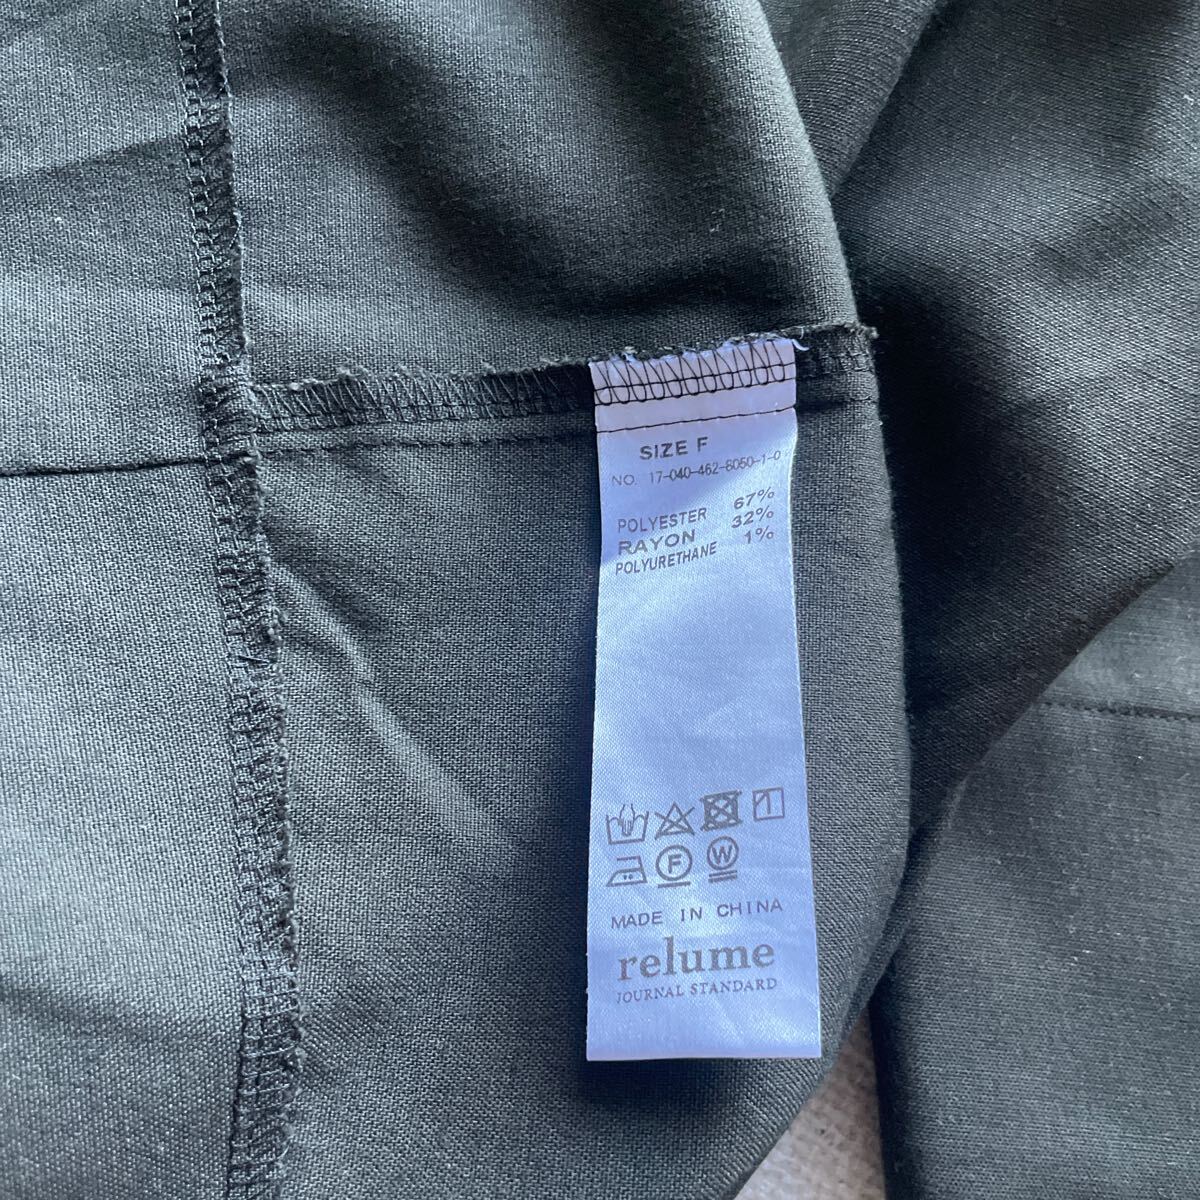 SIZE F
NO. 17-040-462-6050-1-0
POLYESTER 67%
RAYON 32%
POLYURETHANE 1%
F W
MADE IN CHINA
relume
JOURNAL STANDARD